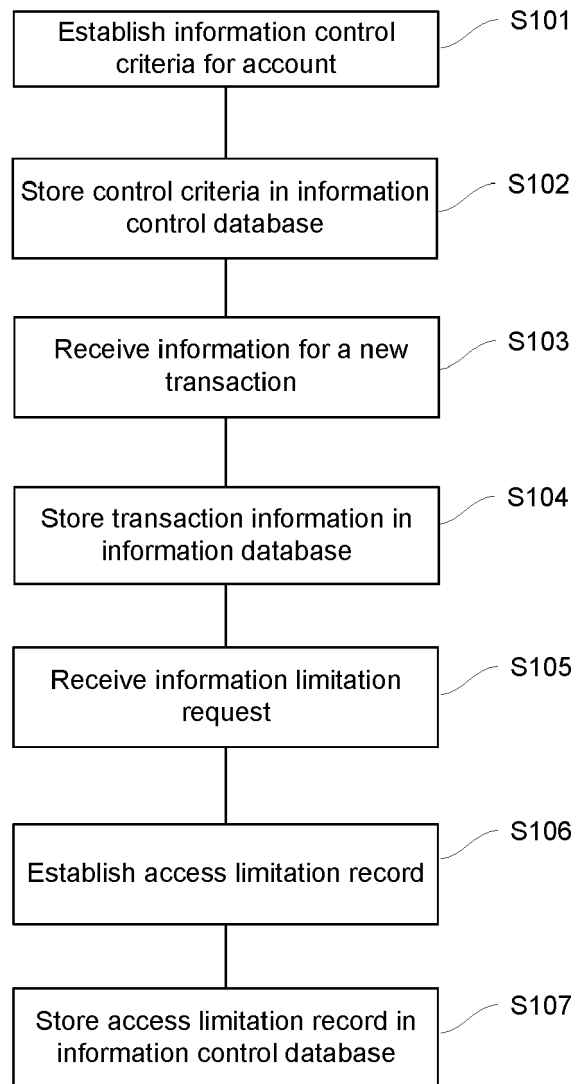 Establish information control
criteria for account
S101
Store control criteria in information
control database
S102
Receive information for a new
transaction
S103
Store transaction information in
information database
S104
Receive information limitation
request
S105
Establish access limitation record
S106
Store access limitation record in
information control database
S107